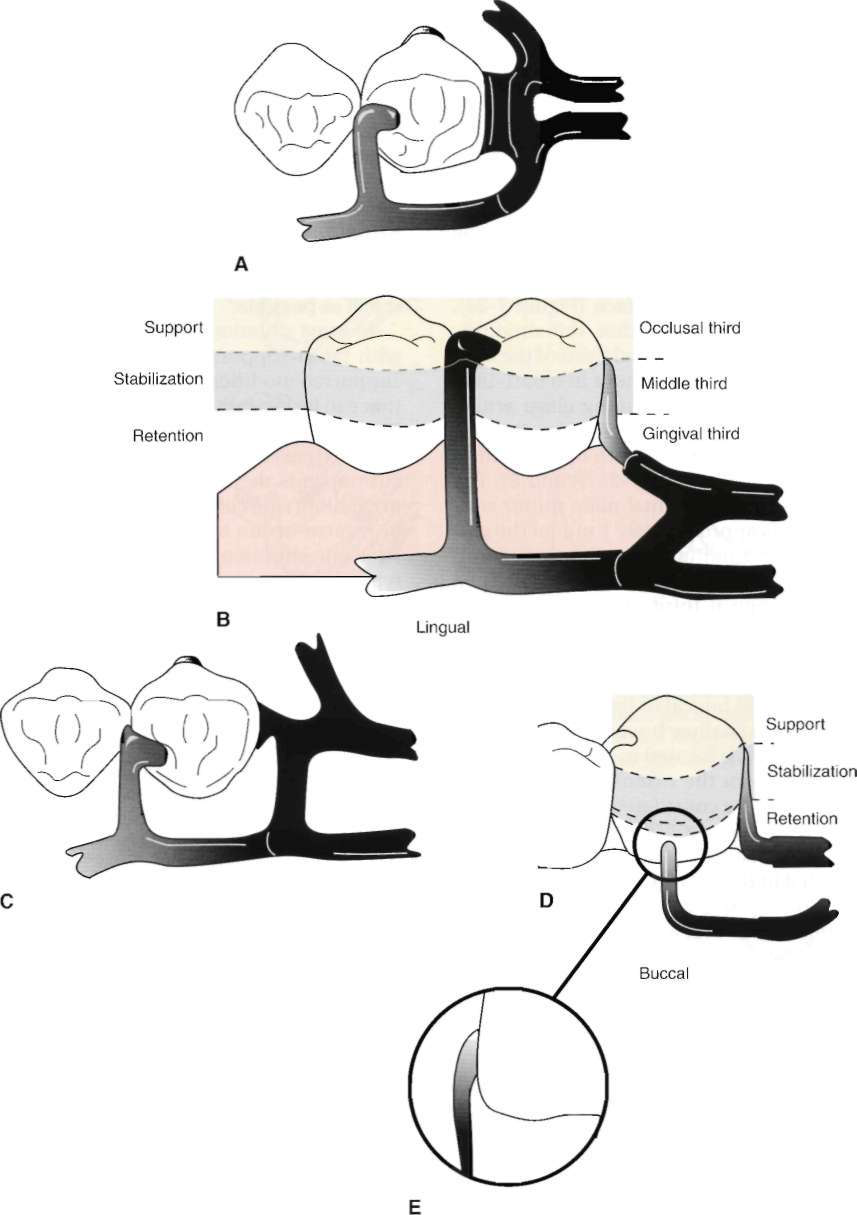 A
Support
Occlusal third
Stabilization
Middle third
Retention
Gingival third
B
Lingual
Support
Stabilization
Retention
C
D
Buccal
E